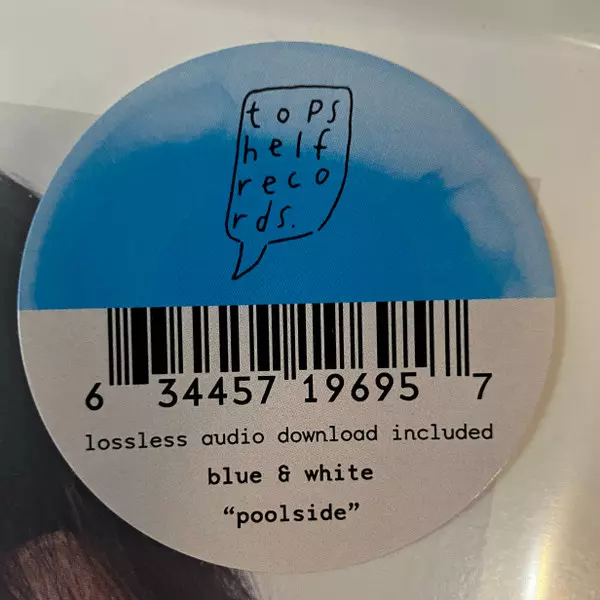 tops
helf
reco
rds.
6 34457 19695 7
lossless audio download included
blue & white
“poolside”